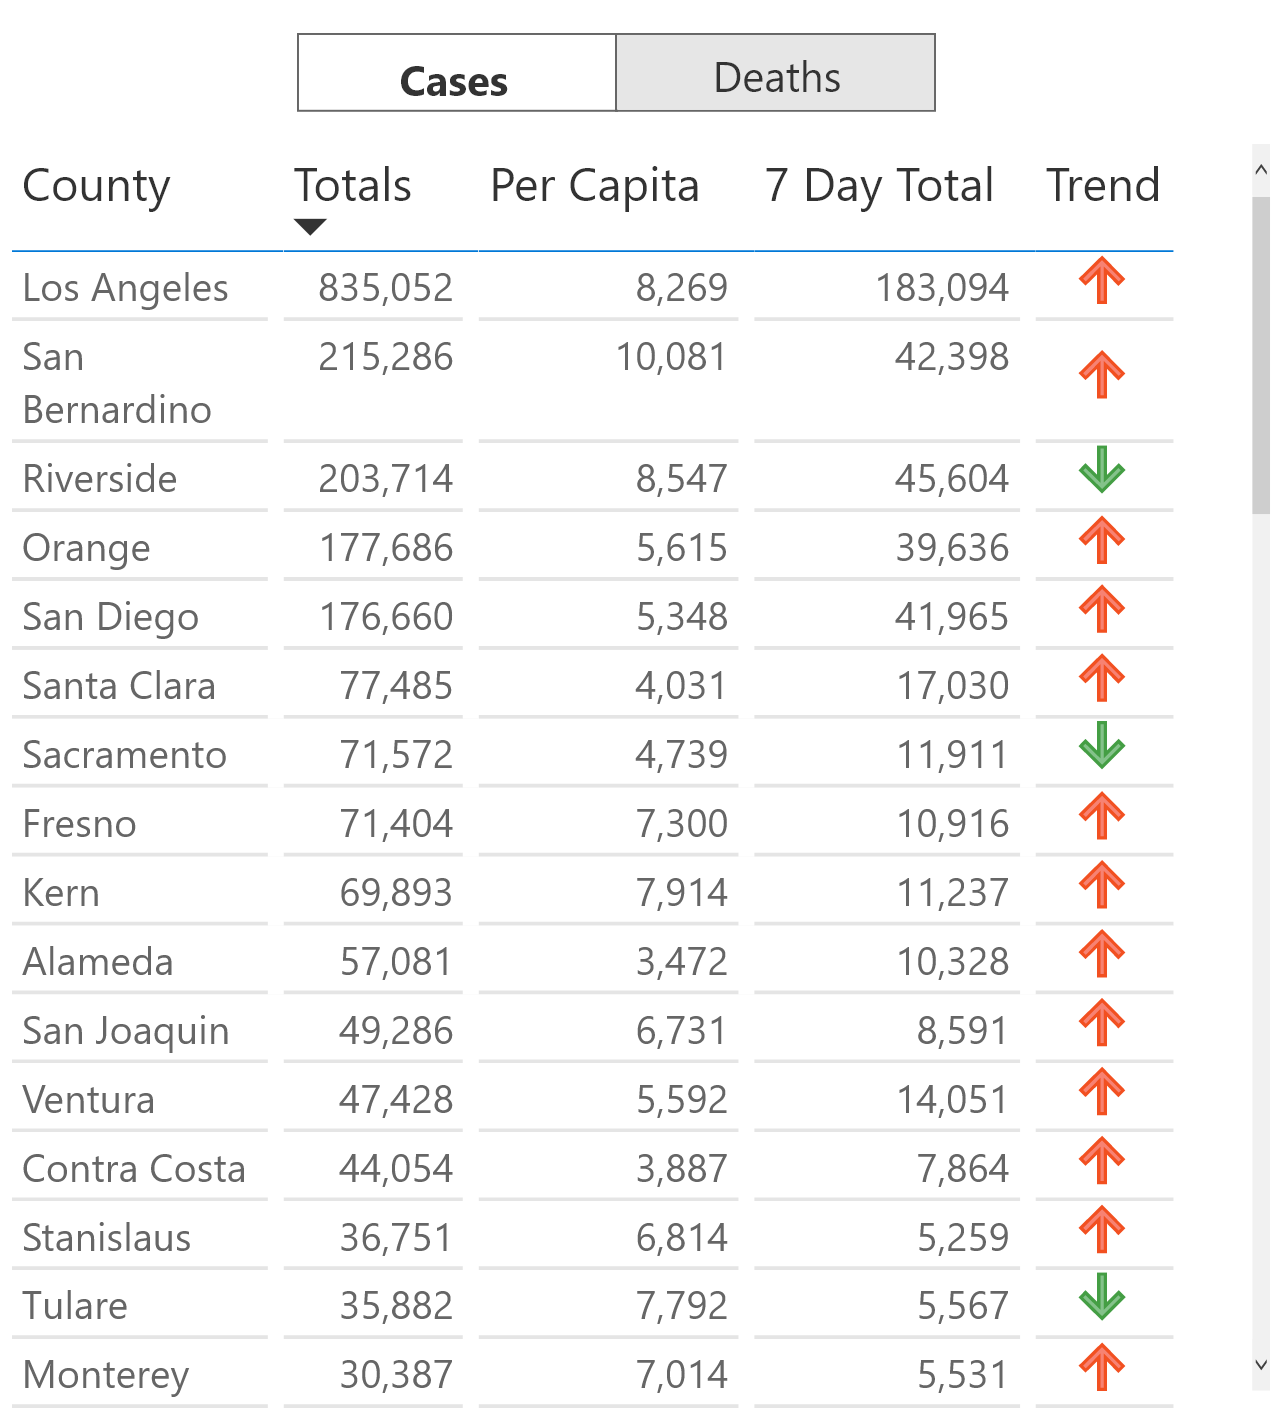 Cases Deaths
County Totals Per Capita 7 Day Total Trend
Los Angeles 835,052 8,269 183,094
San 215,286 10,081 42,398
Bernardino
Riverside 203,714 8,547 45,604
Orange 177,686 5,615 39,636
San Diego 176,660 5,348 41,965
Santa Clara 77,485 4,031 17,030
Sacramento 71,572 4,739 11,911
Fresno 71,404 7,300 10,916
Kern 69,893 7,914 11,237
Alameda 57,081 3,472 10,328
San Joaquin 49,286 6,731 8,591
Ventura 47,428 5,592 14,051
Contra Costa 44,054 3,887 7,864
Stanislaus 36,751 6,814 5,259
Tulare 35,882 7,792 5,567
Monterey 30,387 7,014 5,531